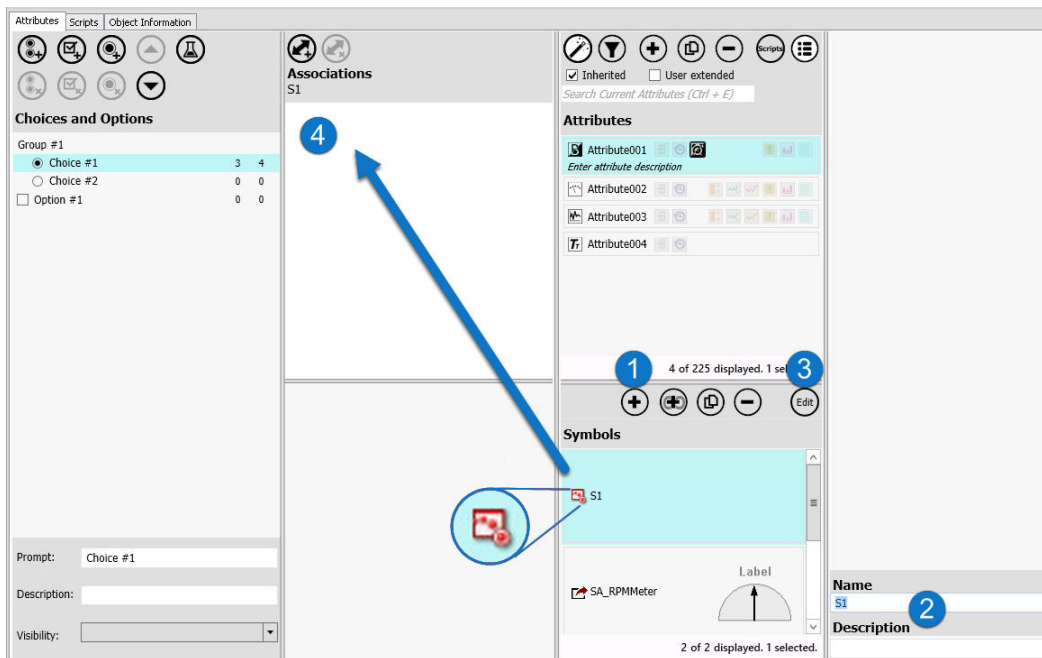 Attributes Scripts Object Information
Choices and Options
Group #1
Choice #1 3 4
Choice #2 0 0
Option #1 0 0
Prompt: Choice #1
Description:
Visibility:
Associations
S1
4
Scripts
Inherited User extended
Search Current Attributes (Ctrl + E)
Attributes
Attribute001
Enter attribute description
Attribute002
Attribute003
Tт Attribute004
4 of 225 displayed. 1 sel
1
3
Edit
Symbols
S1
SA_RPMMeter
Label
2 of 2 displayed. 1 selected.
Name
S1
2
Description